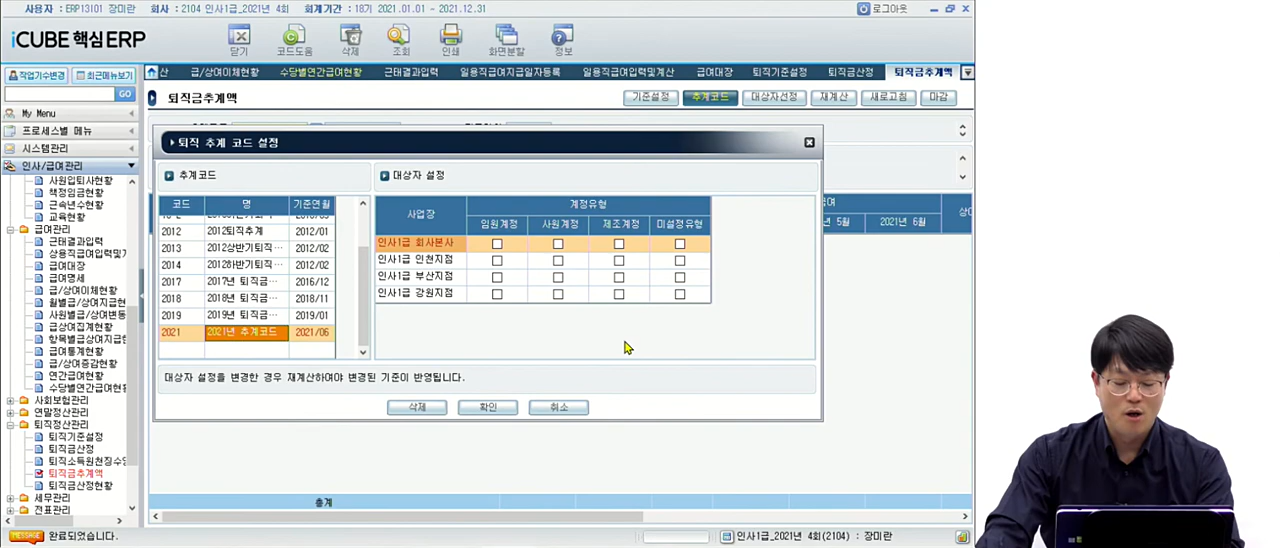 사용자 : ERP13I01 장미란 회사 : 2104 인사1급_2021년 4회 회계기간 : 18기 2021.01.01 - 2021.12.31
로그아웃
iCUBE 핵심ERP
닫기 코드도움 삭제 조회 인쇄 화면분할 정보
작업기수변경 최근메뉴보기
산 급/상여이체현황 수당별연간급여현황 근태결과입력 일용직급여지급일자등록 일용직급여입력및계산 급여대장 퇴직기준설정 퇴직금산정 퇴직금추계액
GO
퇴직금추계액
기준설정 추계코드 대상자선정 재계산 새로고침 마감
My Menu
프로세스별 메뉴
시스템관리
인사/급여관리
사원입퇴사현황
책정임금현황
근속년수현황
교육현황
급여관리
근태결과입력
상용직급여입력및
급여대장
급여명세
급/상여이체현황
월별급/상여지급현
사원별급/상여변동
급상여집계현황
항목별급상여지급현
급여통계현황
급/상여증감현황
연간급여현황
수당별연간급여현
사회보험관리
연말정산관리
퇴직정산관리
퇴직기준설정
퇴직금산정
퇴직소득원천징수
퇴직금추계액
퇴직금산정현황
세무관리
전표관리
퇴직 추계 코드 설정
추계코드
코드 명 기준연월
2012 2012퇴직추계 2012/01
2013 2012상반기퇴직··· 2012/02
2014 2012하반기퇴직··· 2012/02
2017 2017년 퇴직금··· 2016/12
2018 2018년 퇴직금··· 2018/11
2019 2019년 퇴직금··· 2019/01
2021 2021년 추계코드 2021/06
대상자 설정
사업장 계정유형
임원계정 사원계정 제조계정 미설정유형
인사1급 회사본사
인사1급 인천지점
인사1급 부산지점
인사1급 강원지점
대상자 설정을 변경한 경우 재계산하여야 변경된 기준이 반영됩니다.
삭제 확인 취소
여
년 5월 2021년 6월
상
총계
MESSAGE 완료되었습니다.
인사1급_2021년 4회(2104) : 장미란